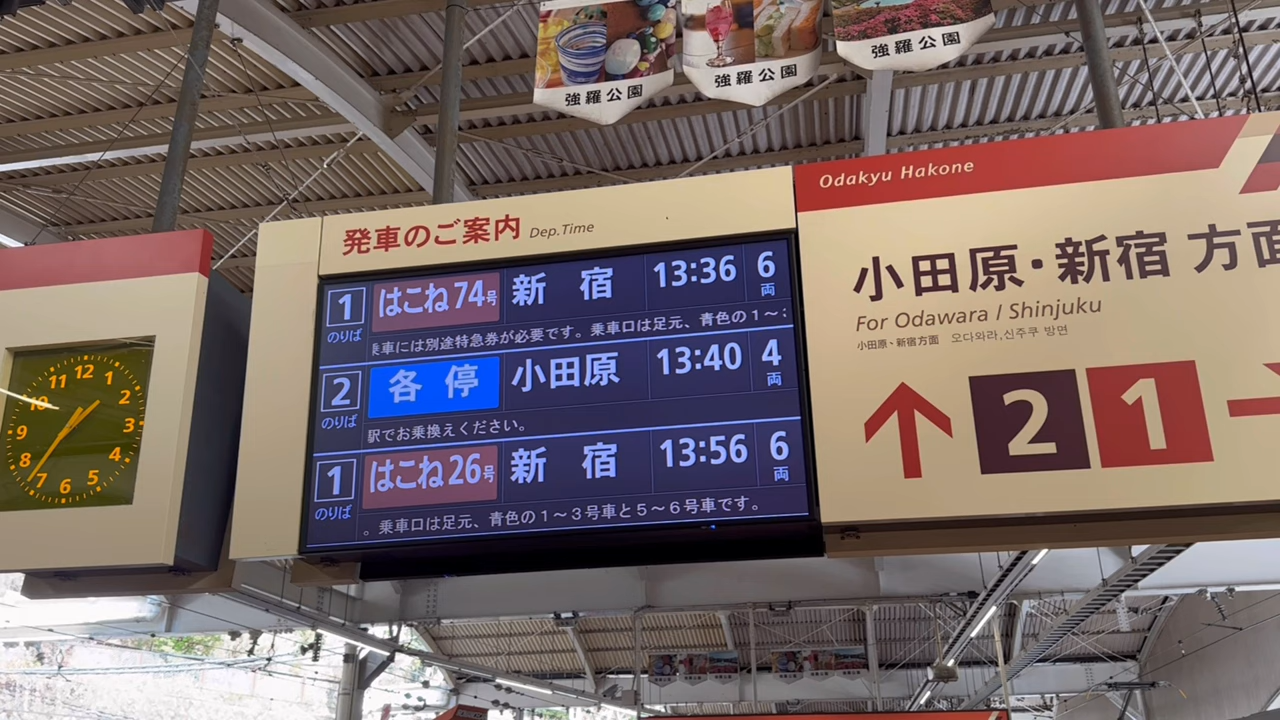 強羅公園
強羅公園
強羅公園
12
1
2
3
4
5
6
7
8
9
10
11
発車のご案内 Dep.Time
1 のりば はこね74号 新宿 13:36 6両
乗車には別途特急券が必要です。乗車口は足元、青色の1〜
2 のりば 各停 小田原 13:40 4両
駅でお乗換えください。
1 のりば はこね26号 新宿 13:56 6両
。乗車口は足元、青色の1〜3号車と5〜6号車です。
Odakyu Hakone
小田原・新宿 方面
For Odawara / Shinjuku
小田原、新宿方面 오다와라,신주쿠 방면
2 1